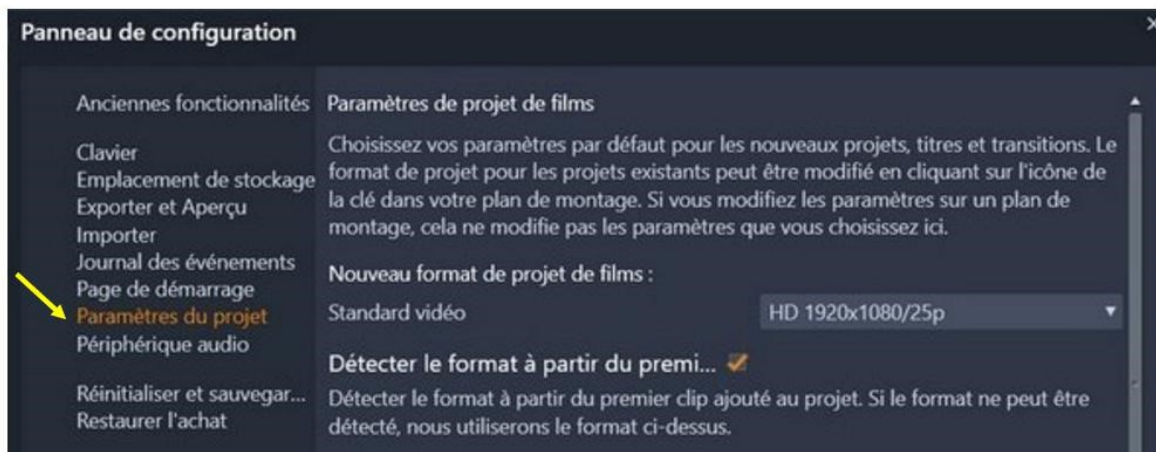 Panneau de configuration
Anciennes fonctionnalités
Clavier
Emplacement de stockage
Exporter et Aperçu
Importer
Journal des événements
Page de démarrage
Paramètres du projet
Périphérique audio
Réinitialiser et sauvegar...
Restaurer l'achat
Paramètres de projet de films
Choisissez vos paramètres par défaut pour les nouveaux projets, titres et transitions. Le
format de projet pour les projets existants peut être modifié en cliquant sur l'icône de
la clé dans votre plan de montage. Si vous modifiez les paramètres sur un plan de
montage, cela ne modifie pas les paramètres que vous choisissez ici.
Nouveau format de projet de films :
Standard vidéo
HD 1920x1080/25p
Détecter le format à partir du premi...
Détecter le format à partir du premier clip ajouté au projet. Si le format ne peut être
détecté, nous utiliserons le format ci-dessus.